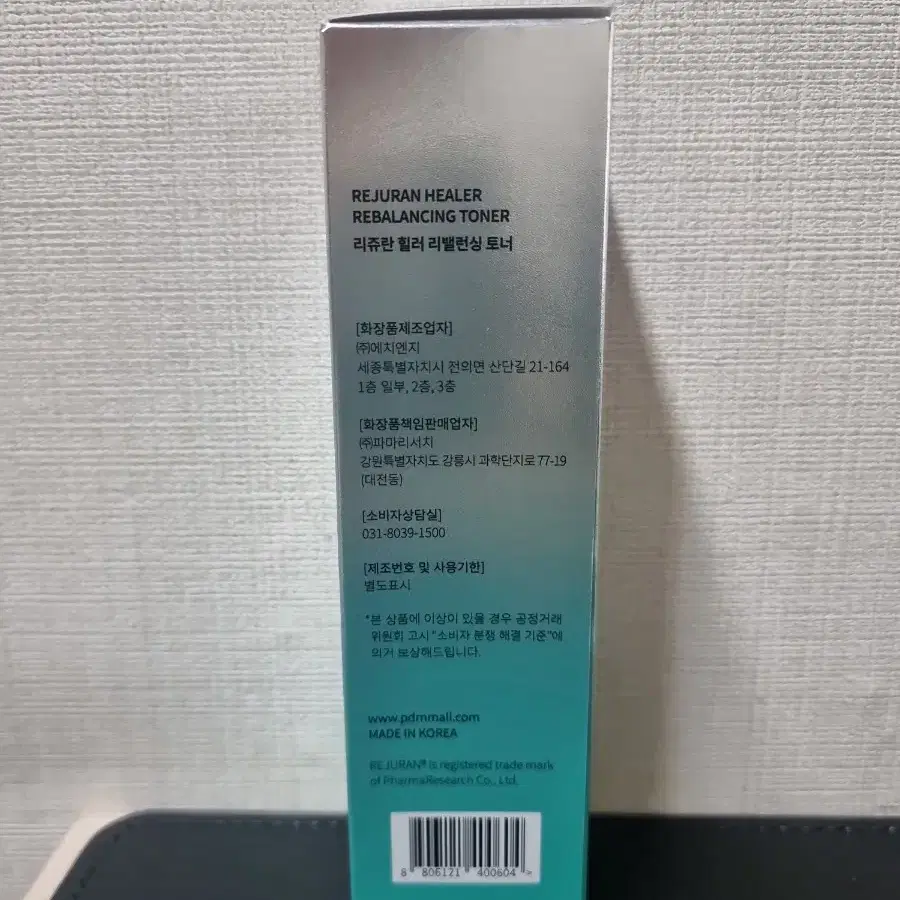 REJURAN HEALER
REBALANCING TONER
리쥬란 힐러 리밸런싱 토너
[화장품제조업자]
㈜에치엔지
세종특별자치시 전의면 산단길 21-164
1층 일부, 2층, 3층
[화장품책임판매업자]
㈜파마리서치
강원특별자치도 강릉시 과학단지로 77-19
(대전동)
[소비자상담실]
031-8039-1500
[제조번호 및 사용기한]
별도표시
*본 상품에 이상이 있을 경우 공정거래
위원회 고시 "소비자 분쟁 해결 기준"에
의거 보상해드립니다.
www.pdmmall.com
MADE IN KOREA
REJURAN® is registered trade mark
of PharmaResearch Co., Ltd.
8 806121 400604 >